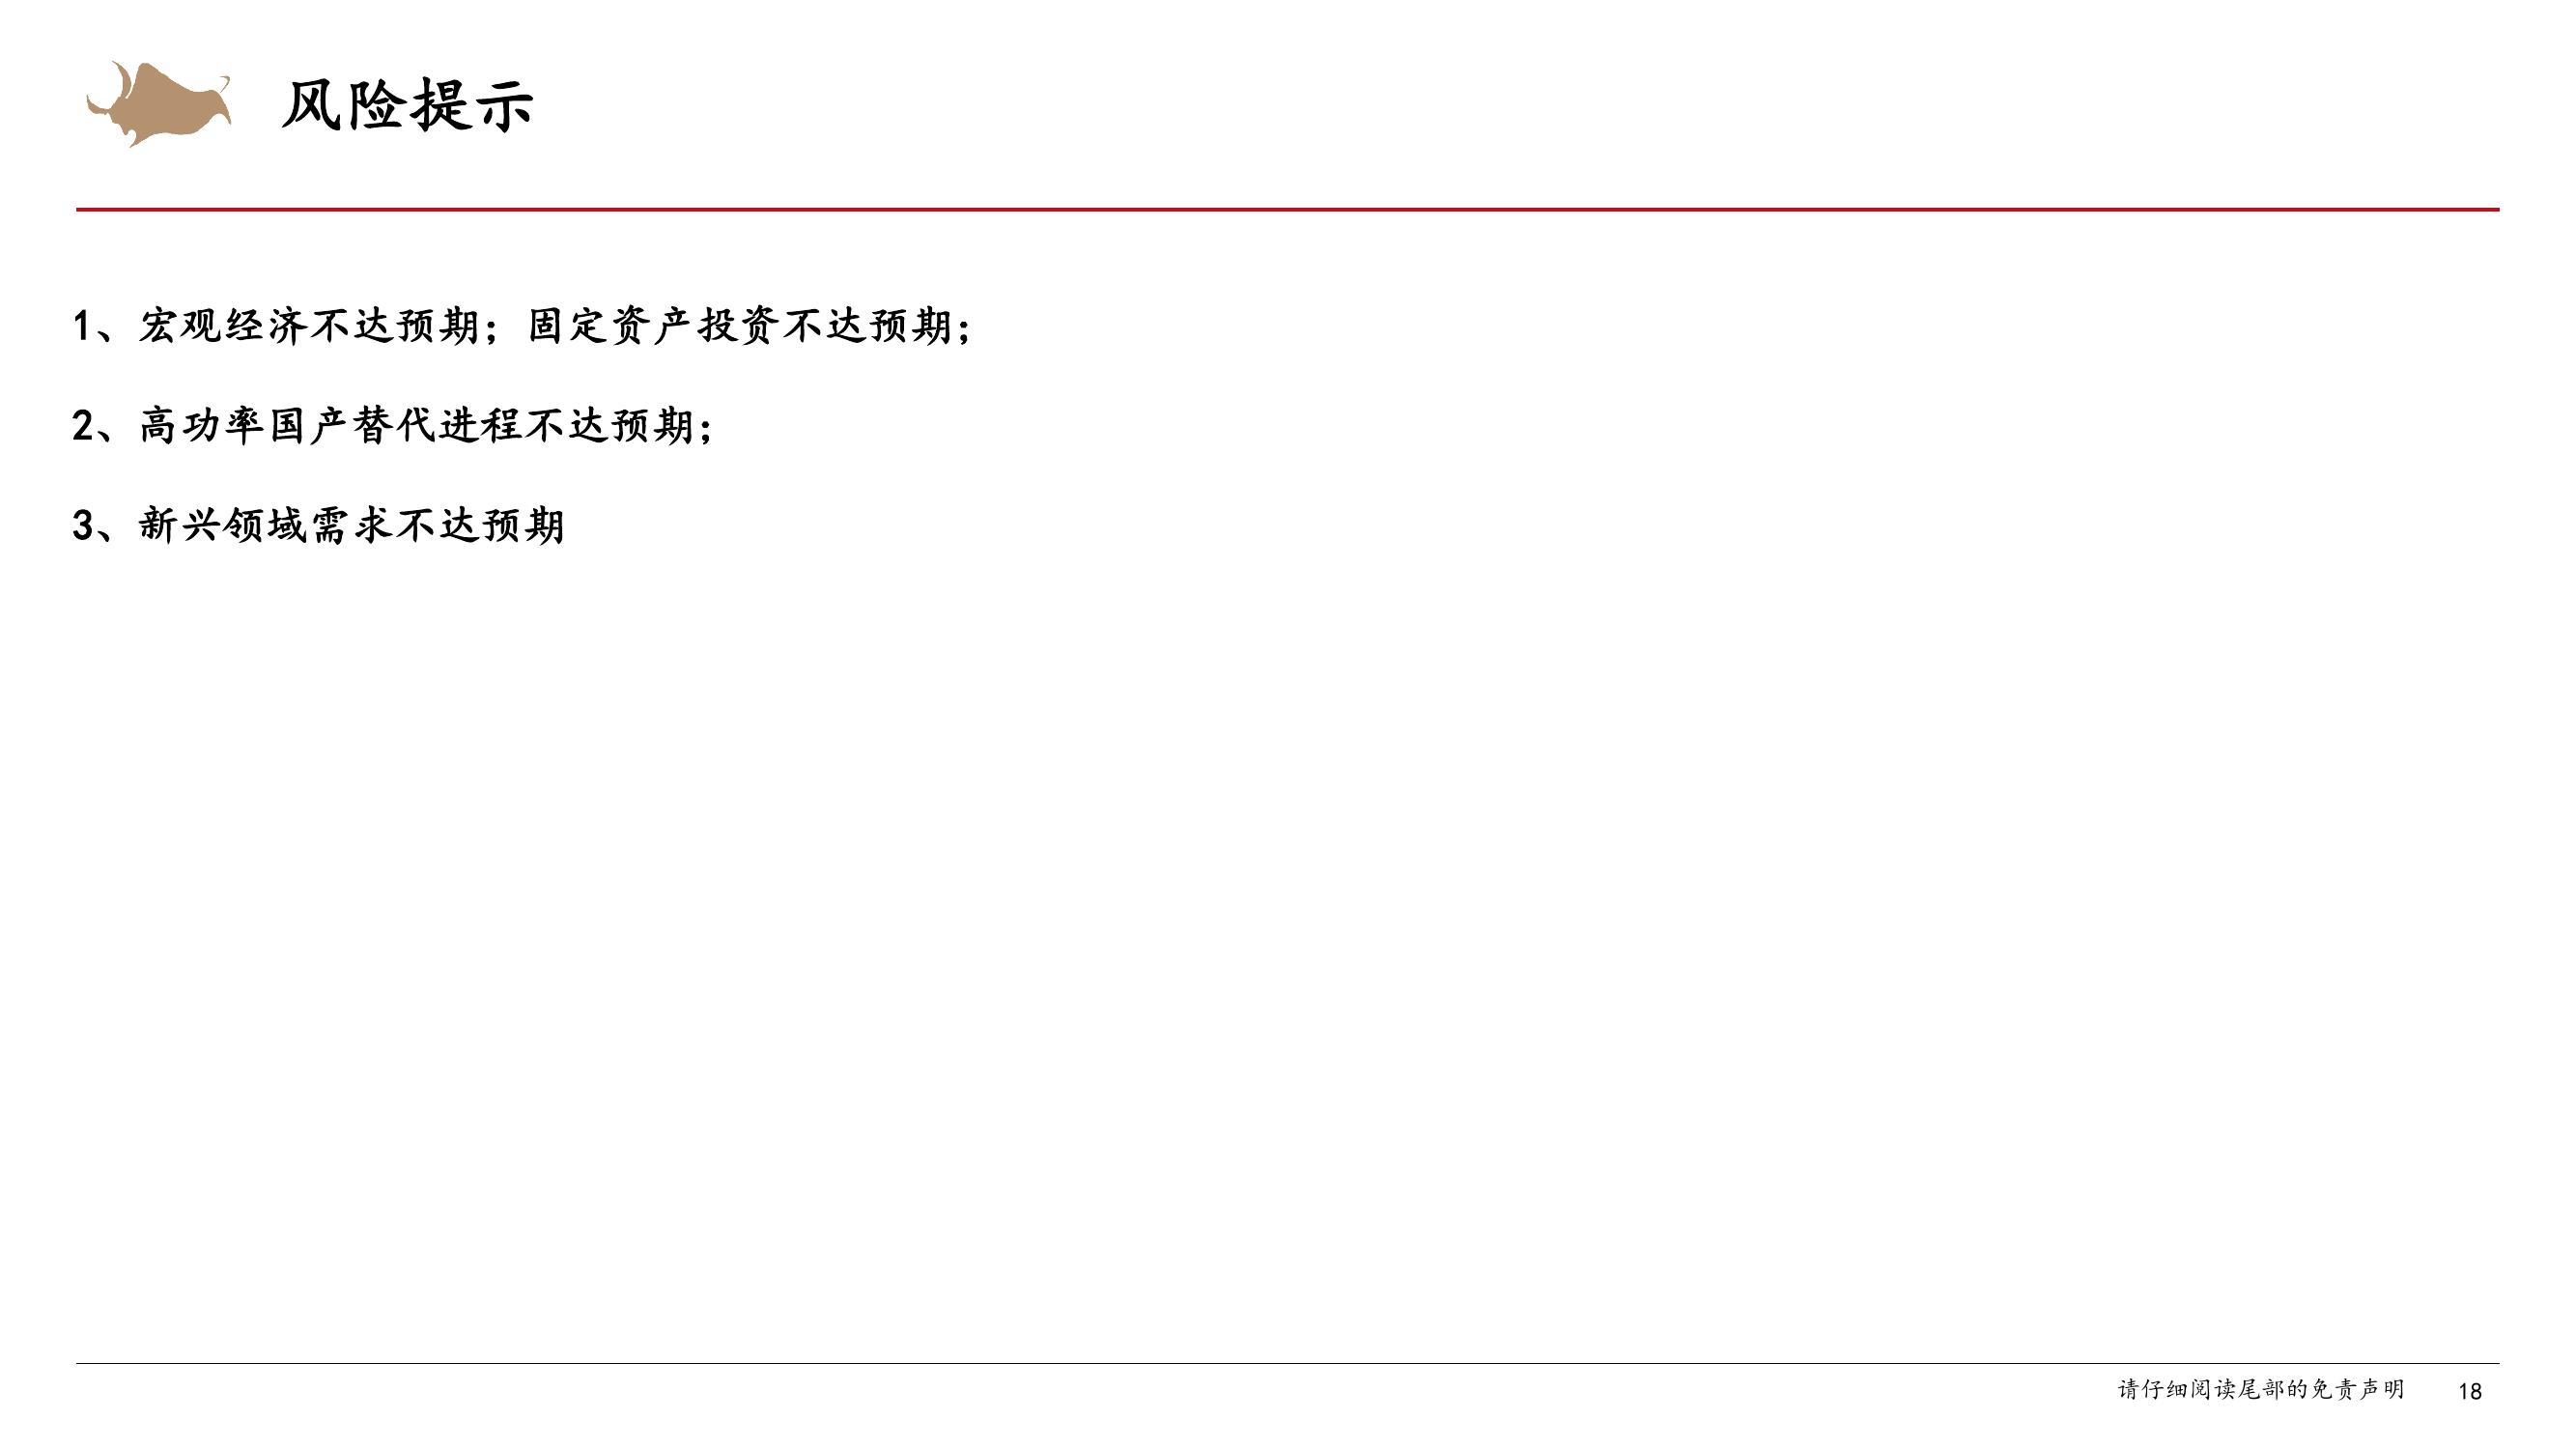 风险提示
1、宏观经济不达预期；固定资产投资不达预期；
2、高功率国产替代进程不达预期；
3、新兴领域需求不达预期
请仔细阅读尾部的免责声明 18